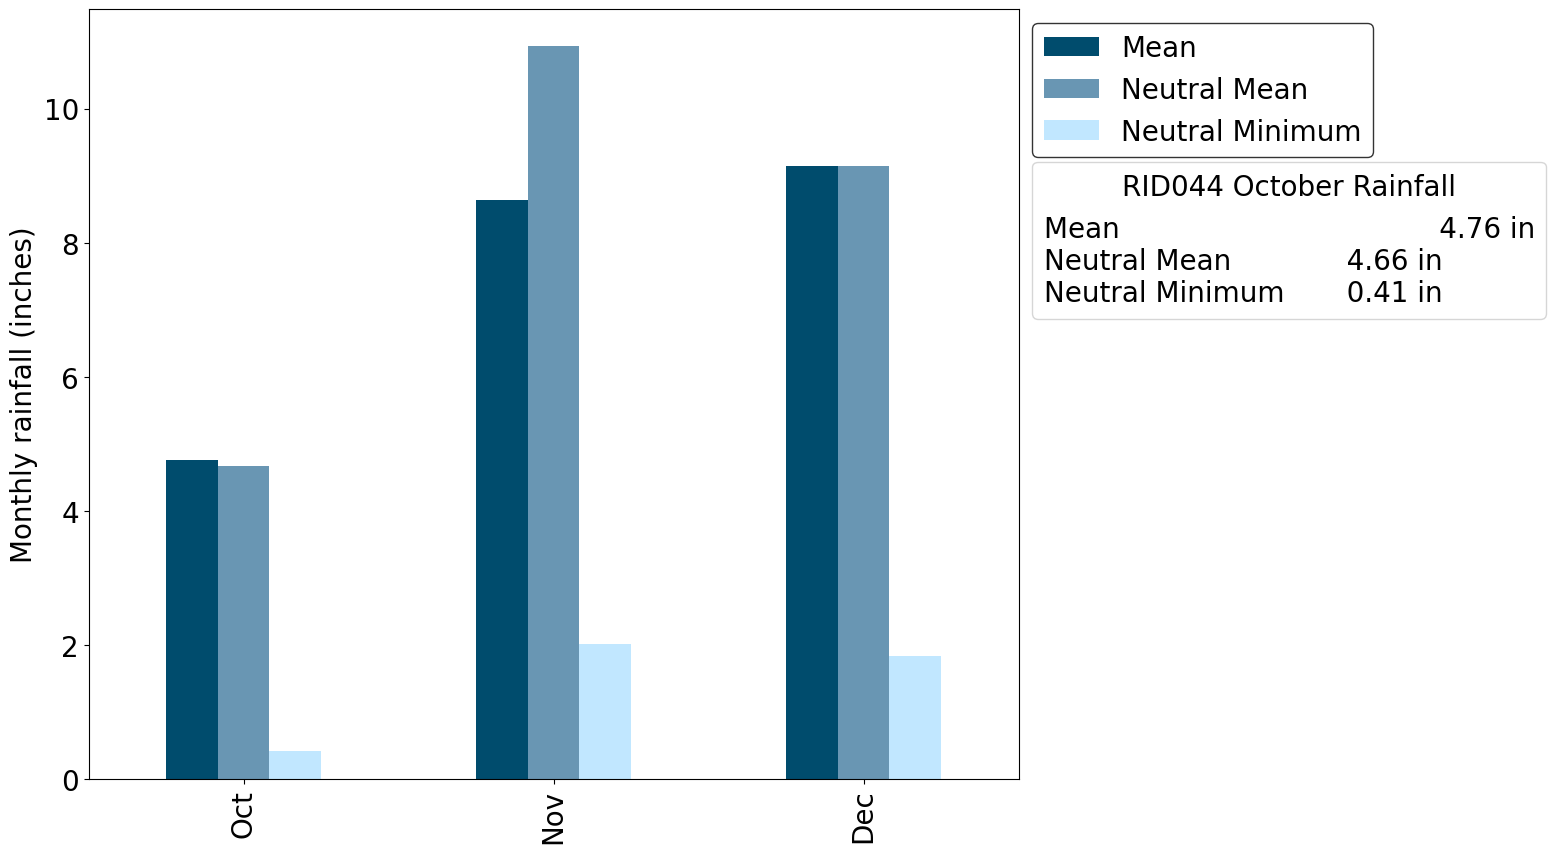 Monthly rainfall (inches)
10
8
6
4
2
0
Oct
Nov
Dec
Mean
Neutral Mean
Neutral Minimum
RID044 October Rainfall
Mean 4.76 in
Neutral Mean 4.66 in
Neutral Minimum 0.41 in